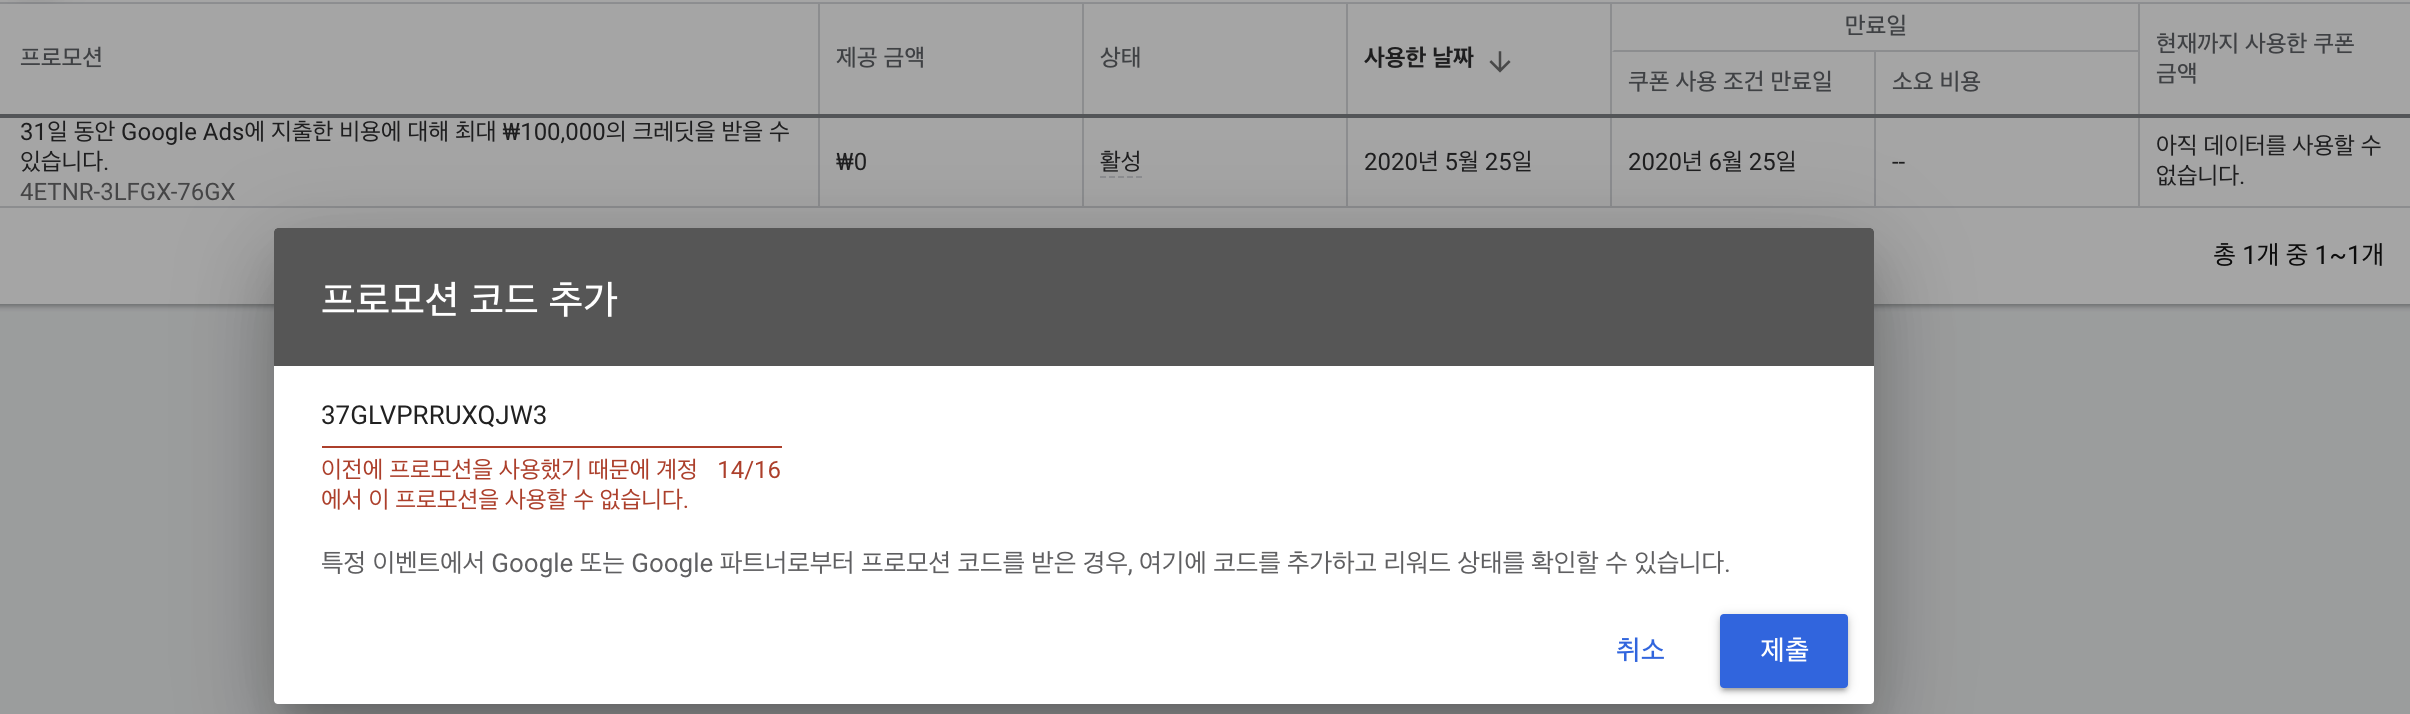 프로모션
제공 금액
상태
사용한 날짜
만료일
쿠폰 사용 조건 만료일
소요 비용
현재까지 사용한 쿠폰
금액
31일 동안 Google Ads에 지출한 비용에 대해 최대 ₩100,000의 크레딧을 받을 수
있습니다.
4ETNR-3LFGX-76GX
₩0
활성
2020년 5월 25일
2020년 6월 25일
--
아직 데이터를 사용할 수
없습니다.
총 1개 중 1~1개
프로모션 코드 추가
37GLVPRRUXQJW3
이전에 프로모션을 사용했기 때문에 계정 14/16
에서 이 프로모션을 사용할 수 없습니다.
특정 이벤트에서 Google 또는 Google 파트너로부터 프로모션 코드를 받은 경우, 여기에 코드를 추가하고 리워드 상태를 확인할 수 있습니다.
취소
제출